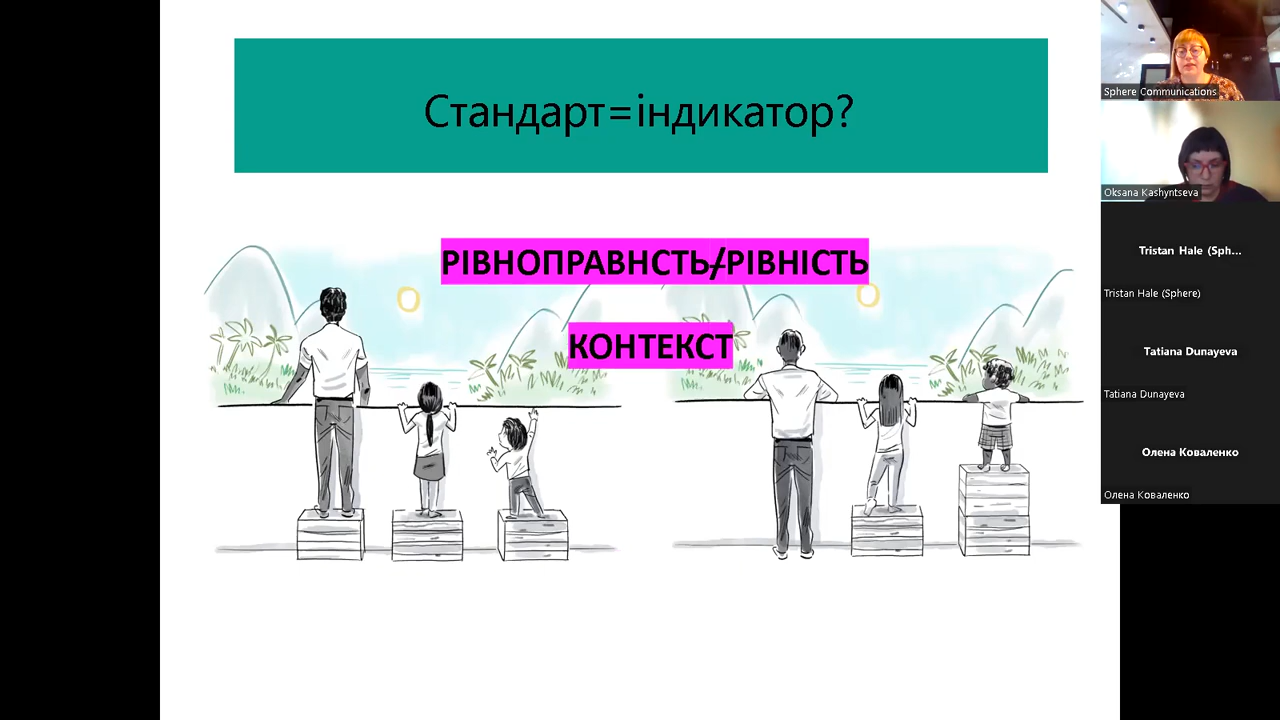 Стандарт=індикатор?
РІВНОПРАВНСТЬ/РІВНІСТЬ
КОНТЕКСТ
Sphere Communications
Oksana Kashyntseva
Tristan Hale (Sph...
Tristan Hale (Sphere)
Tatiana Dunayeva
Tatiana Dunayeva
Олена Коваленко
Олена Коваленко